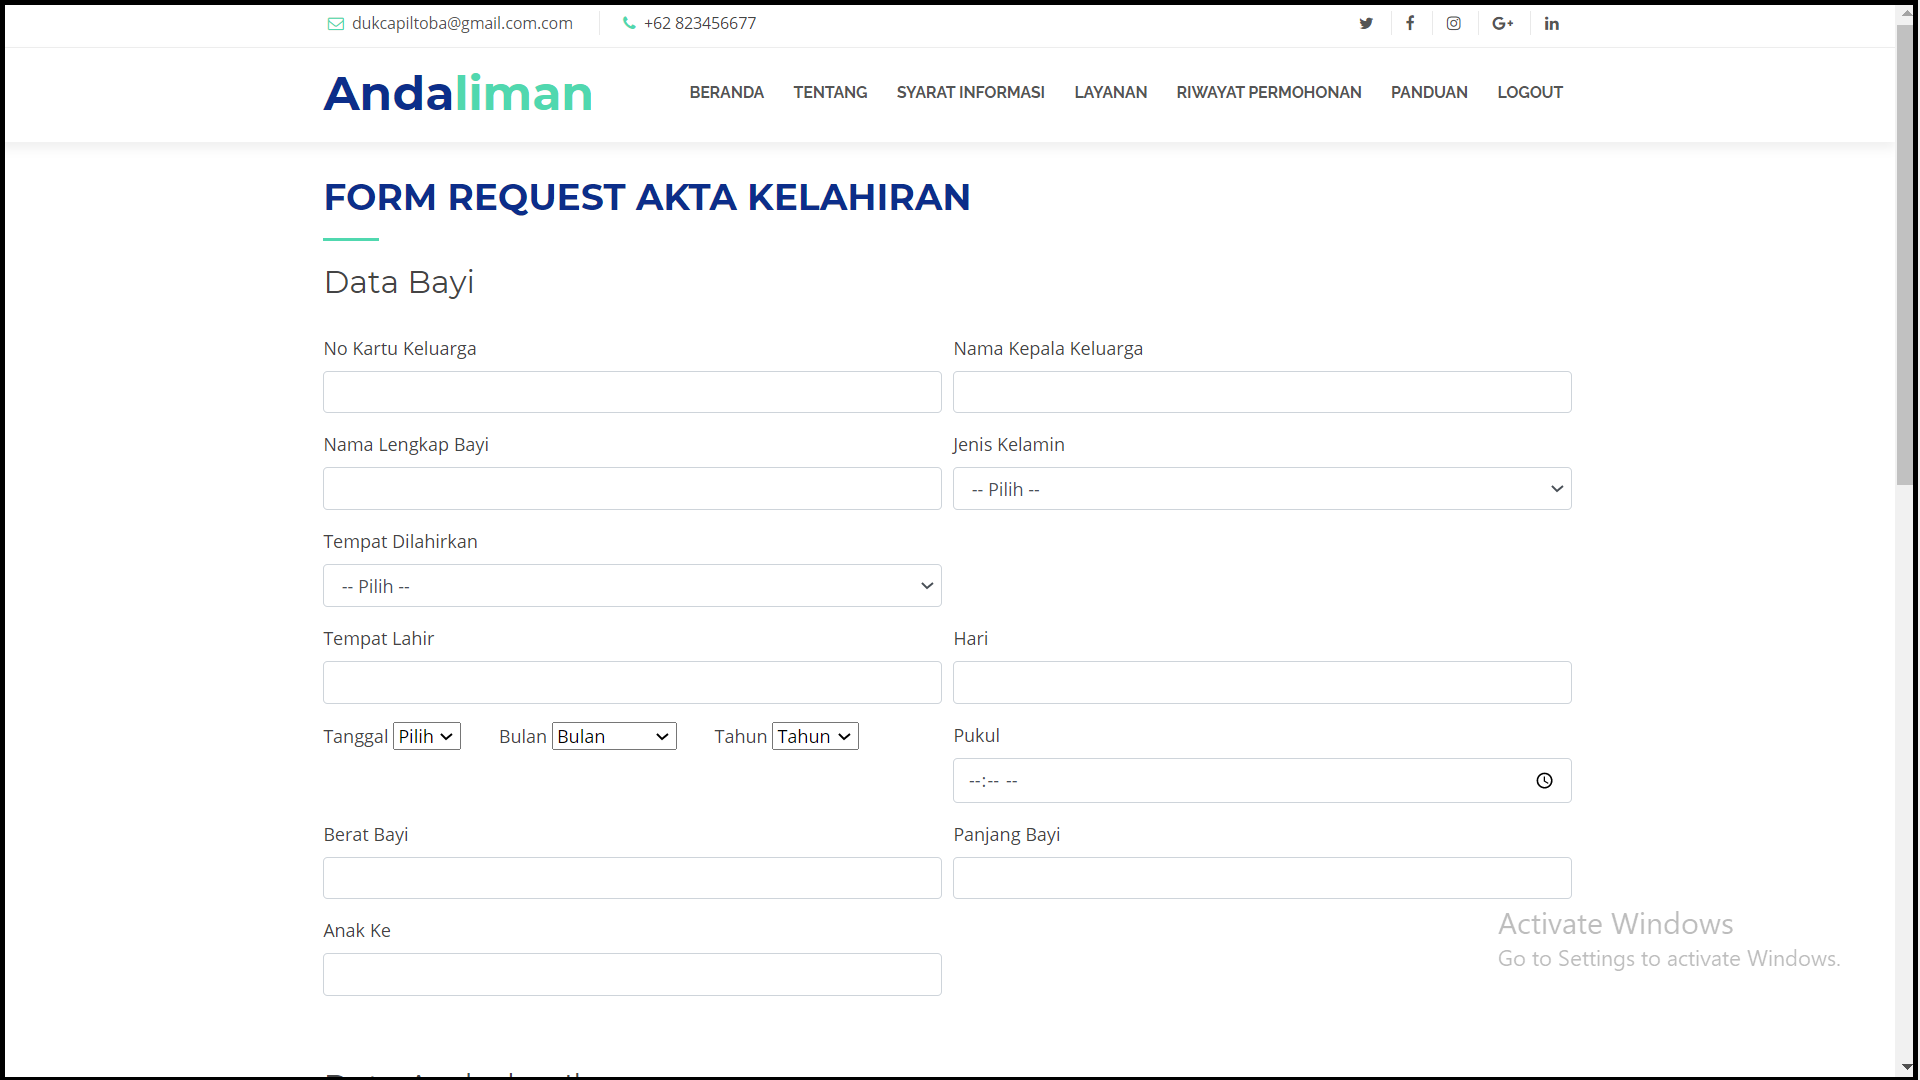 dukcapiltoba@gmail.com.com +62 823456677 G+ in
Andaliman BERANDA TENTANG SYARAT INFORMASI LAYANAN RIWAYAT PERMOHONAN PANDUAN LOGOUT
FORM REQUEST AKTA KELAHIRAN
Data Bayi
No Kartu Keluarga Nama Kepala Keluarga
Nama Lengkap Bayi Jenis Kelamin
-- Pilih --
Tempat Dilahirkan
-- Pilih --
Tempat Lahir Hari
Tanggal Pilih Bulan Bulan Tahun Tahun Pukul
--:-- --
Berat Bayi Panjang Bayi
Anak Ke
Activate Windows
Go to Settings to activate Windows.